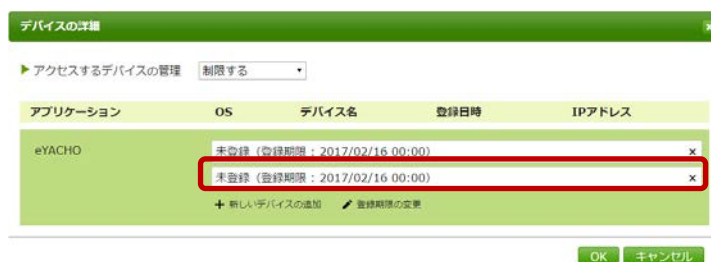 デバイスの詳細
アクセスするデバイスの管理 制限する
アプリケーション OS デバイス名 登録日時 IPアドレス
eYACHO 未登録（登録期限：2017/02/16 00:00） ×
未登録（登録期限：2017/02/16 00:00） ×
+ 新しいデバイスの追加 登録期限の変更
OK キャンセル